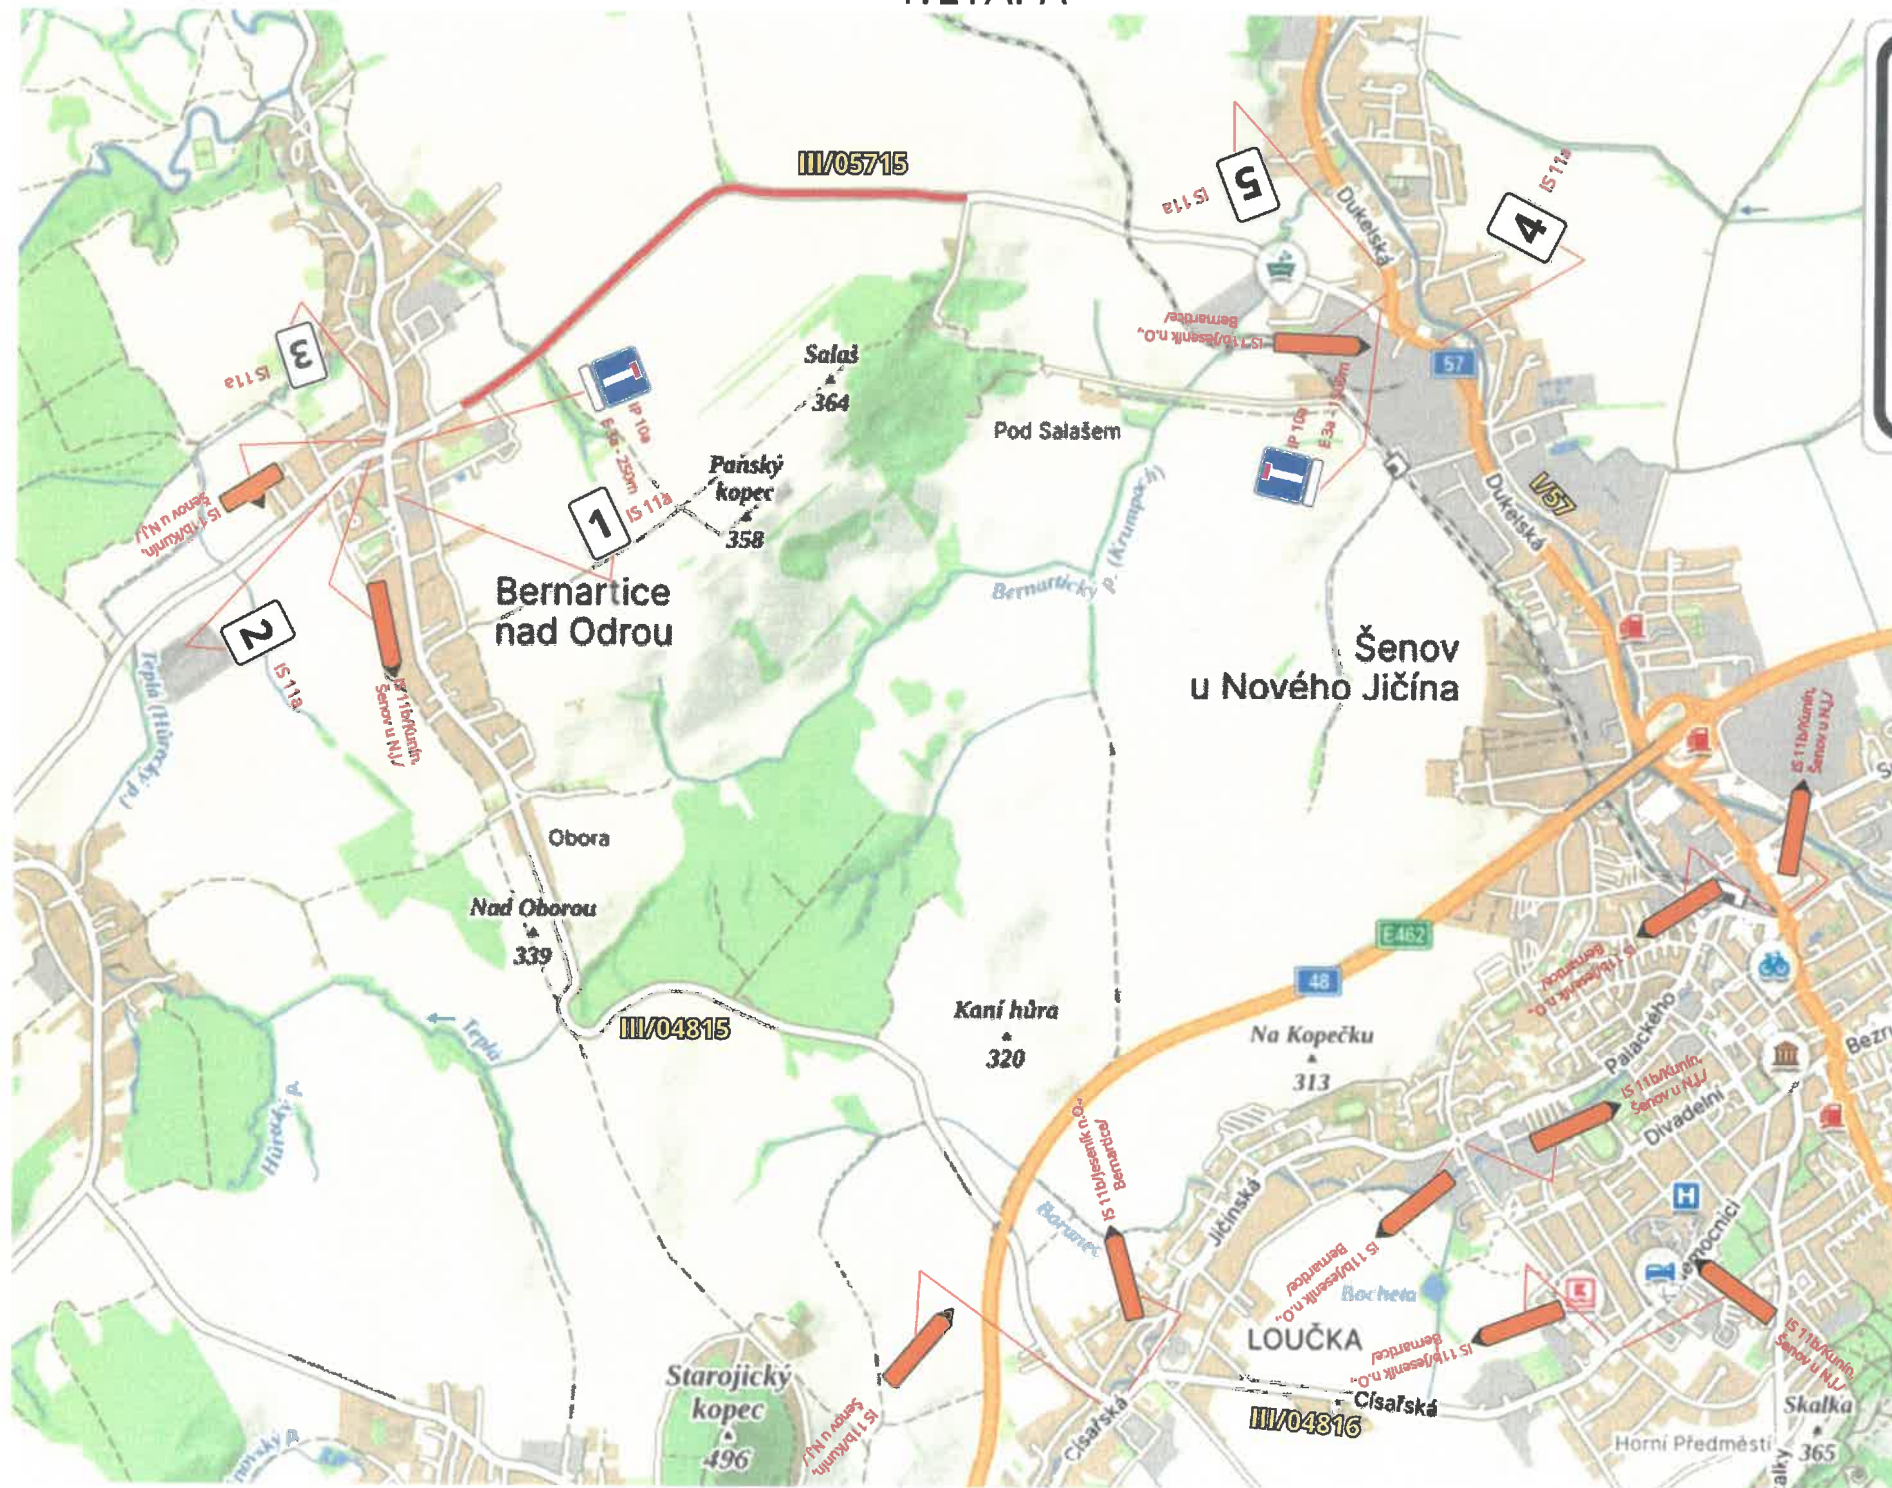 III/05715
5
IS 11a
4
IS 11a
Dukelská
3
IS 11a
IP 10a
E 3a - 250m
Salaš
364
IS 11b/Jeseník n.O.,
Bernartice/
57
IP 10a
E 3a
Pod Salašem
IS 11b/Kunín,
Šenov u N.J./
1
IS 11a
Panský
kopec
358
Dukelská
I/57
Bernartický p. (Krumpach)
Bernartice
nad Odrou
2
IS 11a
IS 11b/Kunín,
Šenov u N.J./
Šenov
u Nového Jičína
IS 11b/Kunín,
Šenov u N.J./
Teplá (Hůrecký p.)
Obora
Nad Oborou
339
E462
48
IS 11b/Jeseník n.O.,
Bernartice/
III/04815
Teplá
Kaní hůra
320
Na Kopečku
313
Palackého
Divadelní
IS 11b/Kunín,
Šenov u N.J./
Hůrecký p.
IS 11b/Jeseník n.O.,
Bernartice/
Jičínská
IS 11b/Jeseník n.O.,
Bernartice/
H
LOUČKA
IS 11b/Jeseník n.O.,
Bernartice/
IS 11b/Kunín,
Šenov u N.J./
Starojický
kopec
496
IS 11b/Kunín,
Šenov u N.J./
Císařská
Císařská
III/04816
Skalka
365
Horní Předměstí